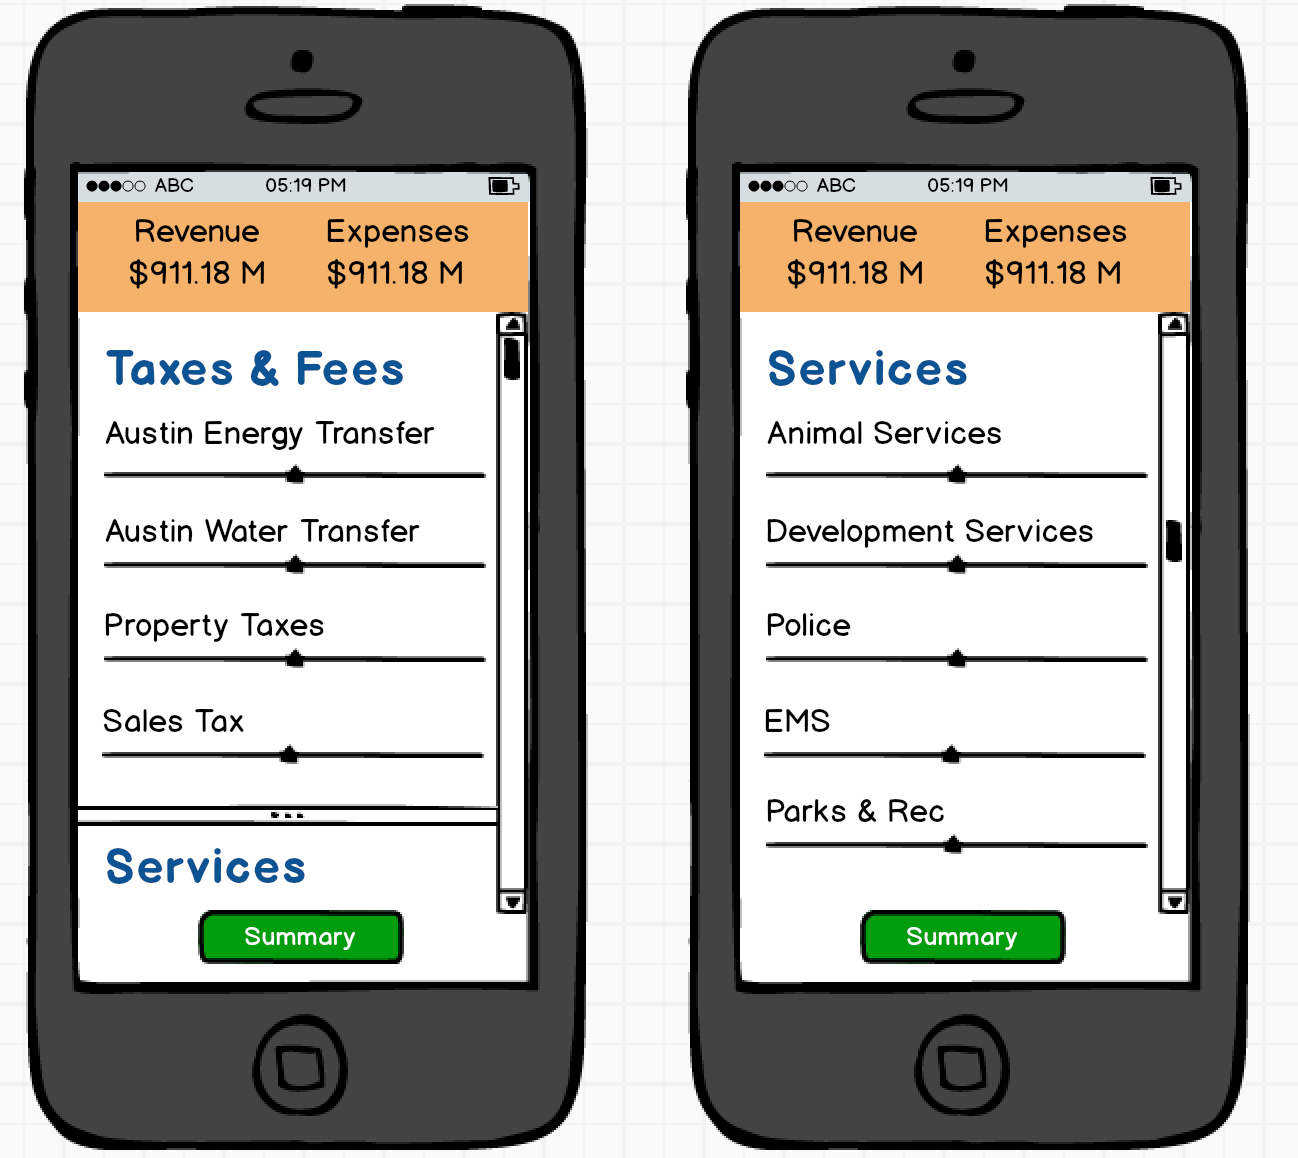 ABC 05:19 PM
Revenue Expenses
$911.18 M $911.18 M
Taxes & Fees
Austin Energy Transfer
Austin Water Transfer
Property Taxes
Sales Tax
Services
Summary
ABC 05:19 PM
Revenue Expenses
$911.18 M $911.18 M
Services
Animal Services
Development Services
Police
EMS
Parks & Rec
Summary